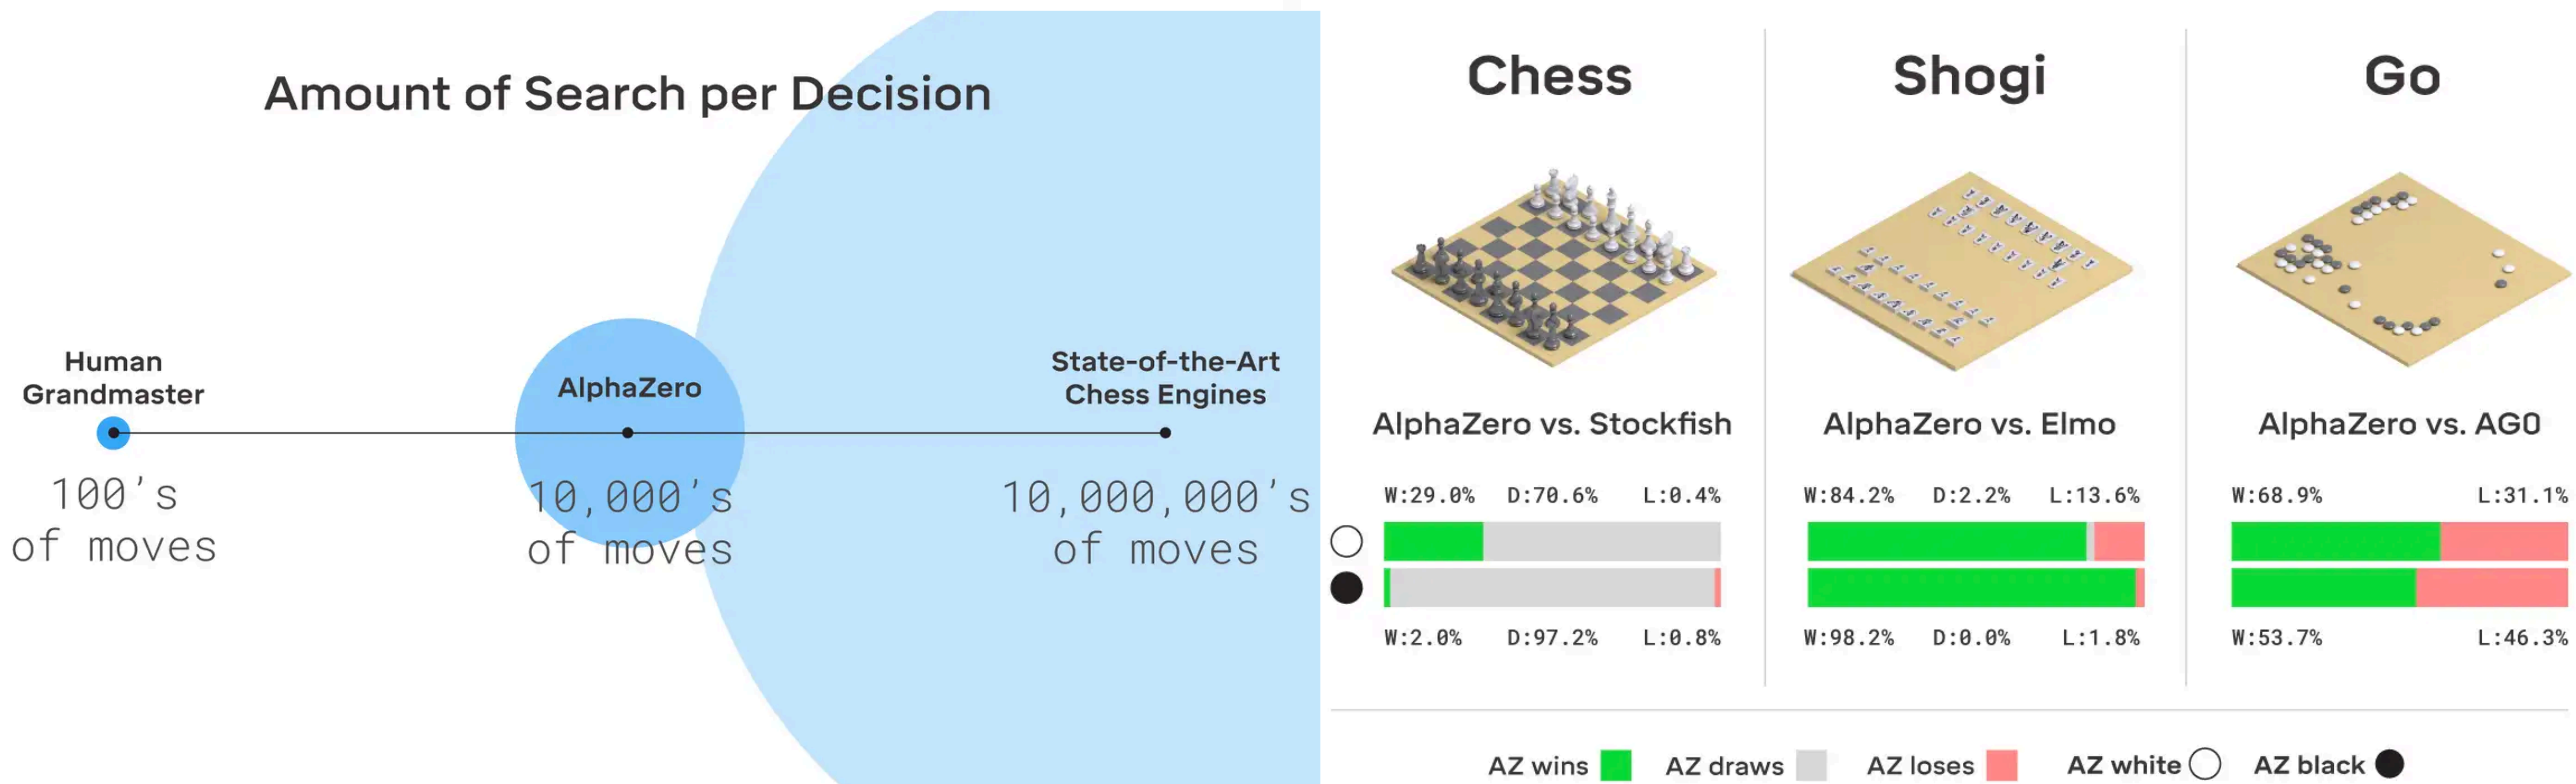 Amount of Search per Decision
Human
Grandmaster
100's
of moves
AlphaZero
10,000's
of moves
State-of-the-Art
Chess Engines
10,000,000's
of moves
Chess
AlphaZero vs. Stockfish
W:29.0% D:70.6% L:0.4%
W:2.0% D:97.2% L:0.8%
Shogi
AlphaZero vs. Elmo
W:84.2% D:2.2% L:13.6%
W:98.2% D:0.0% L:1.8%
Go
AlphaZero vs. AG0
W:68.9% L:31.1%
W:53.7% L:46.3%
AZ wins AZ draws AZ loses AZ white AZ black